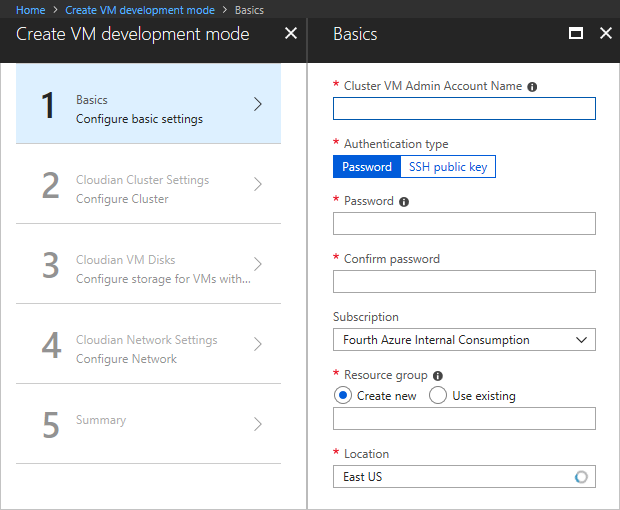 Home > Create VM development mode > Basics
Create VM development mode
1
Basics
Configure basic settings
2
Cloudian Cluster Settings
Configure Cluster
3
Cloudian VM Disks
Configure storage for VMs with...
4
Cloudian Network Settings
Configure Network
5
Summary
Basics
* Cluster VM Admin Account Name
* Authentication type
Password SSH public key
* Password
* Confirm password
Subscription
Fourth Azure Internal Consumption
* Resource group
Create new Use existing
* Location
East US